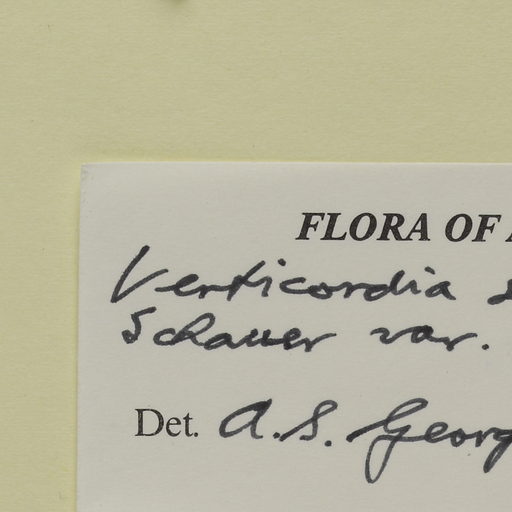 FLORA OF
Verticordia
Schauer var.
Det. A.S. Georg